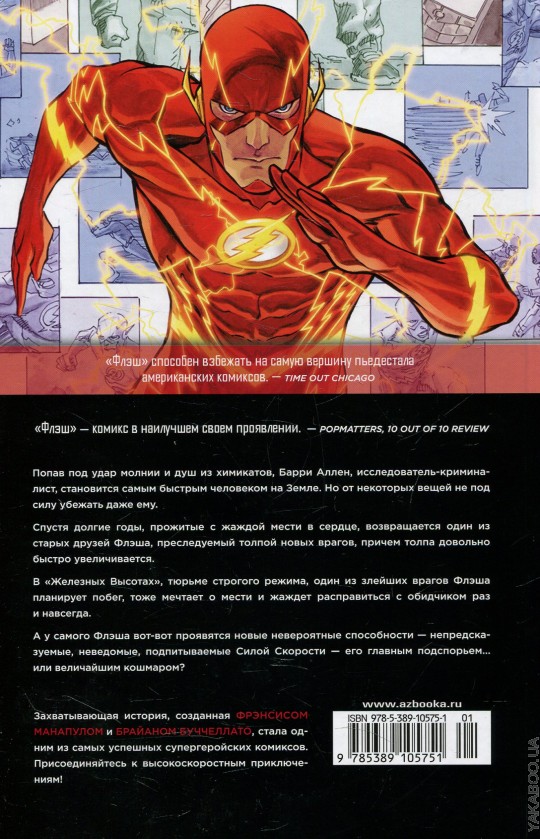 «Флэш» способен взбежать на самую вершину пьедестала
американских комиксов. — TIME OUT CHICAGO
«Флэш» — комикс в наилучшем своем проявлении. — POPMATTERS, 10 OUT OF 10 REVIEW
Попав под удар молнии и душ из химикатов, Барри Аллен, исследователь-кримина-
лист, становится самым быстрым человеком на Земле. Но от некоторых вещей не под
силу убежать даже ему.
Спустя долгие годы, прожитые с жаждой мести в сердце, возвращается один из
старых друзей Флэша, преследуемый толпой новых врагов, причем толпа довольно
быстро увеличивается.
В «Железных Высотах», тюрьме строгого режима, один из злейших врагов Флэша
планирует побег, тоже мечтает о мести и жаждет расправиться с обидчиком раз
и навсегда.
А у самого Флэша вот-вот проявятся новые невероятные способности — непредска-
зуемые, неведомые, подпитываемые Силой Скорости — его главным подспорьем...
или величайшим кошмаром?
Захватывающая история, созданная ФРЭНСИСОМ
МАНАПУЛОМ и БРАЙАНОМ БУЧЧЕЛЛАТО, стала од-
ним из самых успешных супергеройских комиксов.
Присоединяйтесь к высокоскоростным приключе-
ниям!
www.azbooka.ru
ISBN 978-5-389-10575-1 01
9 785389 105751
YAKABOO.UA